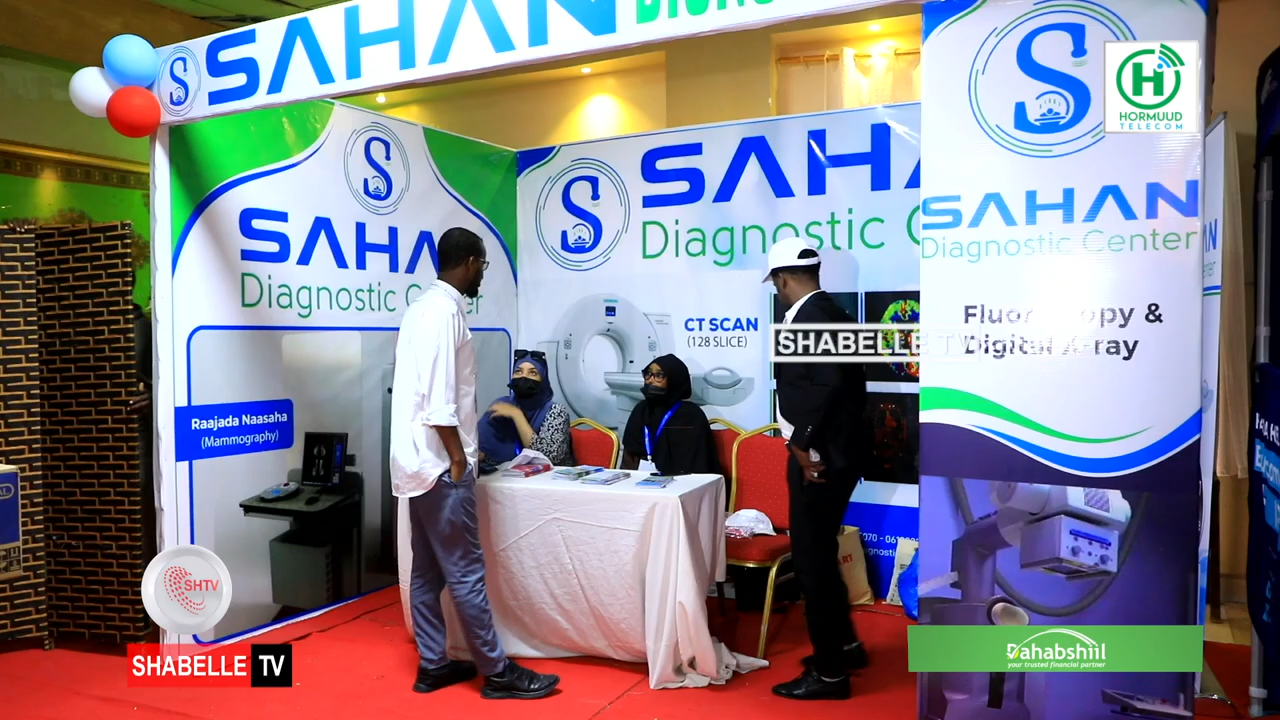 SAHAN
S
HORMUUD
TELECOM
S
SAHAN
Diagnostic Center
Raajada Naasaha
(Mammography)
S
SAHAN
Diagnostic
SIEMENS
CT SCAN
(128 SLICE)
S
SAHAN
Diagnostic Center
Fluoroscopy &
Digital X-ray
SHABELLE TV
SHTV
SHABELLE TV
Dahabshiil
your trusted financial partner